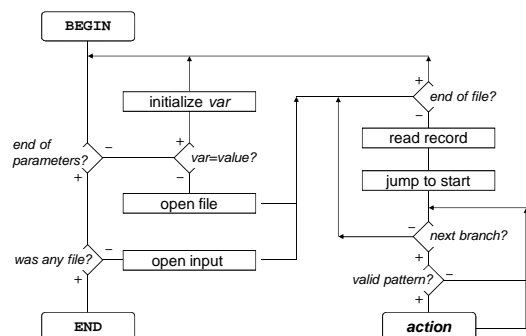 BEGIN
+
end of file?
−
initialize var
read record
end of
parameters?
−
+
+
var=value?
−
jump to start
open file
−
next branch?
+
was any file?
−
+
open input
valid pattern?
−
+
END
action